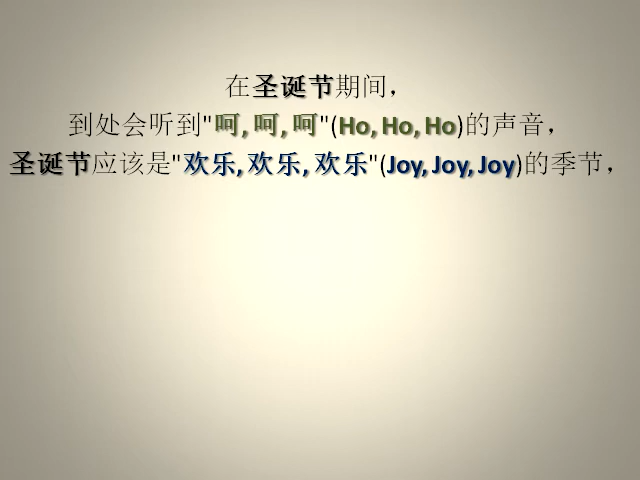 在圣诞节期间，
到处会听到"呵, 呵, 呵"(Ho, Ho, Ho)的声音，
圣诞节应该是"欢乐, 欢乐, 欢乐"(Joy, Joy, Joy)的季节，